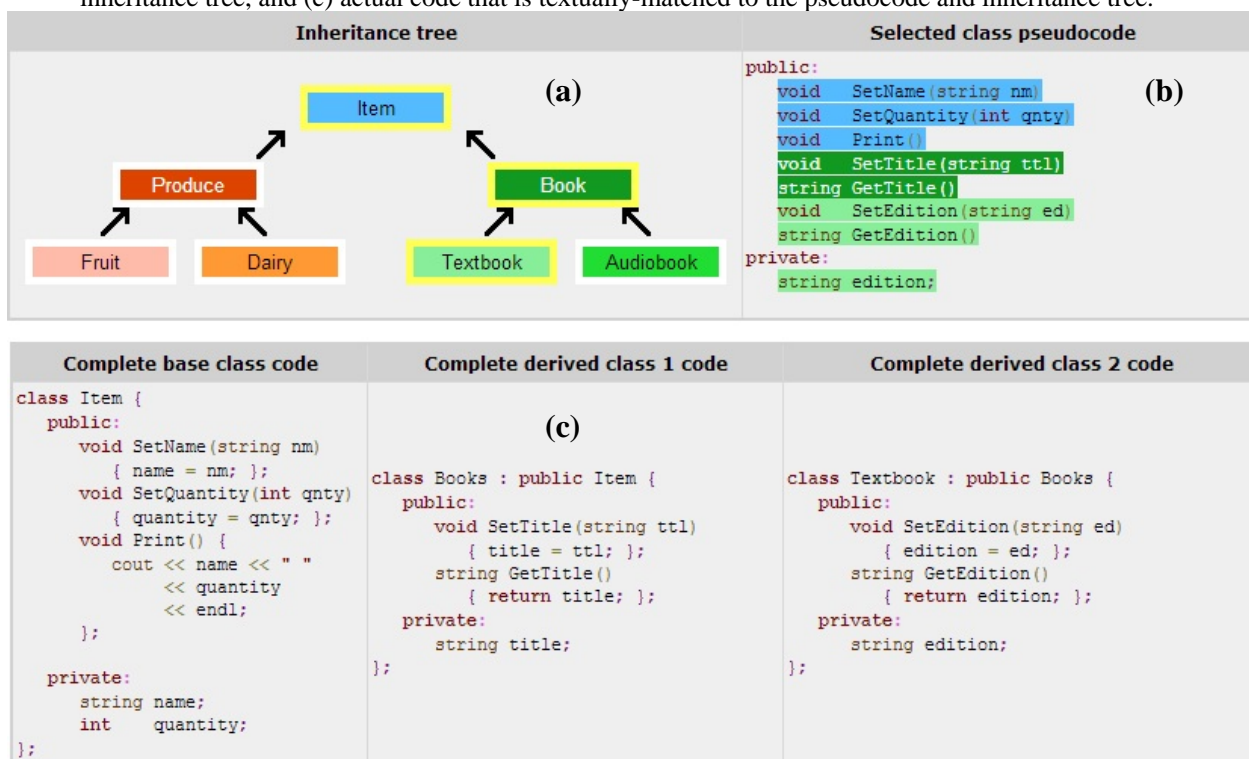 inheritance tree, and (c) actual code that is textually-matched to the pseudocode and inheritance tree.
Inheritance tree
(a)
Item
Produce
Book
Fruit
Dairy
Textbook
Audiobook
Selected class pseudocode
(b)
public:
void SetName(string nm)
void SetQuantity(int qnty)
void Print()
void SetTitle(string ttl)
string GetTitle()
void SetEdition(string ed)
string GetEdition()
private:
string edition;
Complete base class code
class Item {
public:
void SetName(string nm)
{ name = nm; };
void SetQuantity(int qnty)
{ quantity = qnty; };
void Print() {
cout << name << " "
<< quantity
<< endl;
};
private:
string name;
int quantity;
};
Complete derived class 1 code
(c)
class Books : public Item {
public:
void SetTitle(string ttl)
{ title = ttl; };
string GetTitle()
{ return title; };
private:
string title;
};
Complete derived class 2 code
class Textbook : public Books {
public:
void SetEdition(string ed)
{ edition = ed; };
string GetEdition()
{ return edition; };
private:
string edition;
};